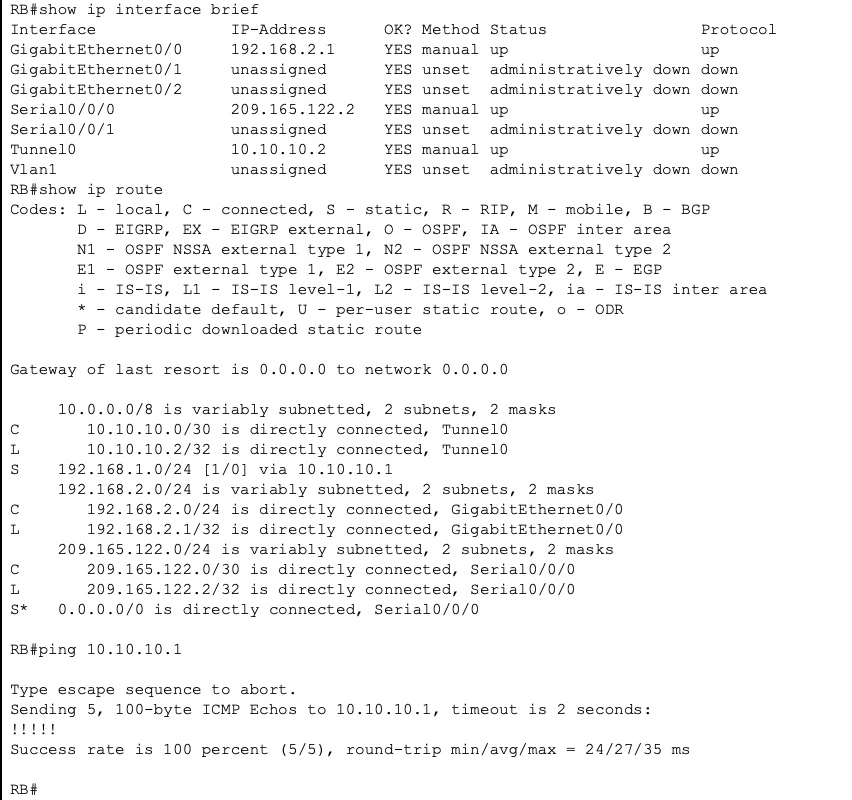 RB#show ip interface brief
Interface              IP-Address      OK? Method Status                Protocol
GigabitEthernet0/0     192.168.2.1     YES manual up                    up
GigabitEthernet0/1     unassigned      YES unset  administratively down down
GigabitEthernet0/2     unassigned      YES unset  administratively down down
Serial0/0/0            209.165.122.2   YES manual up                    up
Serial0/0/1            unassigned      YES unset  administratively down down
Tunnel0                10.10.10.2      YES manual up                    up
Vlan1                  unassigned      YES unset  administratively down down
RB#show ip route
Codes: L - local, C - connected, S - static, R - RIP, M - mobile, B - BGP
       D - EIGRP, EX - EIGRP external, O - OSPF, IA - OSPF inter area
       N1 - OSPF NSSA external type 1, N2 - OSPF NSSA external type 2
       E1 - OSPF external type 1, E2 - OSPF external type 2, E - EGP
       i - IS-IS, L1 - IS-IS level-1, L2 - IS-IS level-2, ia - IS-IS inter area
       * - candidate default, U - per-user static route, o - ODR
       P - periodic downloaded static route

Gateway of last resort is 0.0.0.0 to network 0.0.0.0

     10.0.0.0/8 is variably subnetted, 2 subnets, 2 masks
C       10.10.10.0/30 is directly connected, Tunnel0
L       10.10.10.2/32 is directly connected, Tunnel0
S    192.168.1.0/24 [1/0] via 10.10.10.1
     192.168.2.0/24 is variably subnetted, 2 subnets, 2 masks
C       192.168.2.0/24 is directly connected, GigabitEthernet0/0
L       192.168.2.1/32 is directly connected, GigabitEthernet0/0
     209.165.122.0/24 is variably subnetted, 2 subnets, 2 masks
C       209.165.122.0/30 is directly connected, Serial0/0/0
L       209.165.122.2/32 is directly connected, Serial0/0/0
S*   0.0.0.0/0 is directly connected, Serial0/0/0

RB#ping 10.10.10.1

Type escape sequence to abort.
Sending 5, 100-byte ICMP Echos to 10.10.10.1, timeout is 2 seconds:
!!!!!
Success rate is 100 percent (5/5), round-trip min/avg/max = 24/27/35 ms

RB#